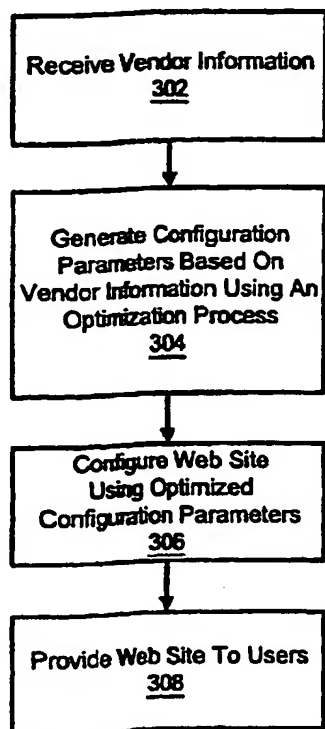 Receive Vendor Information
302
Generate Configuration
Parameters Based On
Vendor Information Using An
Optimization Process
304
Configure Web Site
Using Optimized
Configuration Parameters
306
Provide Web Site To Users
308